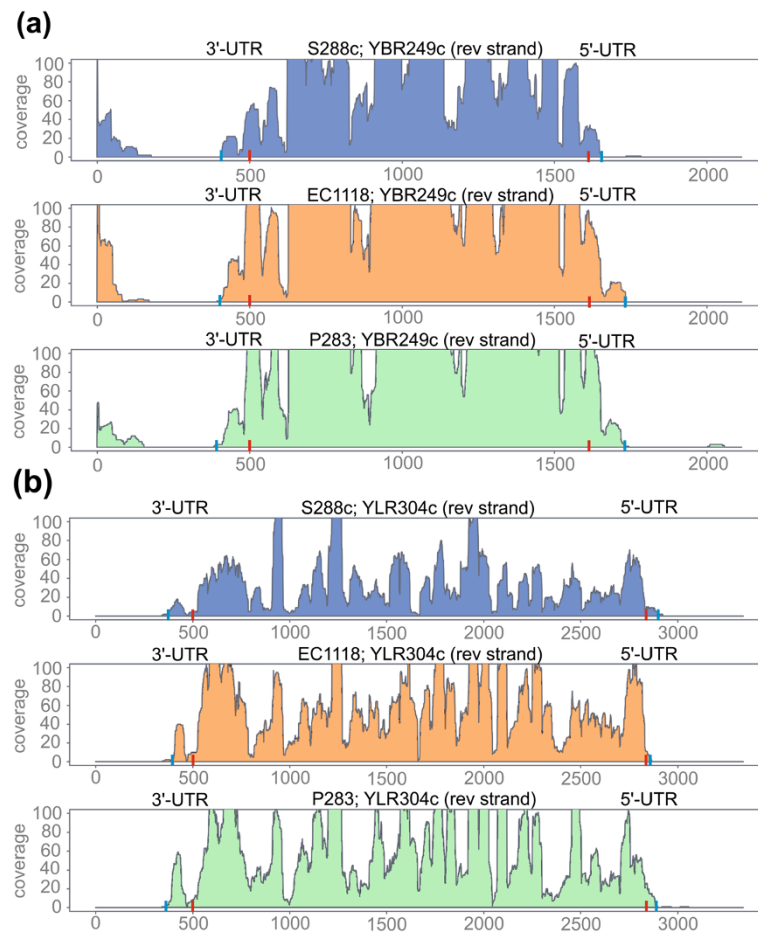 (a)
3'-UTR S288c; YBR249c (rev strand) 5'-UTR
100
80
60
40
20
0
coverage
0 500 1000 1500 2000
3'-UTR EC1118; YBR249c (rev strand) 5'-UTR
100
80
60
40
20
0
coverage
0 500 1000 1500 2000
3'-UTR P283; YBR249c (rev strand) 5'-UTR
100
80
60
40
20
0
coverage
0 500 1000 1500 2000
(b)
3'-UTR S288c; YLR304c (rev strand) 5'-UTR
100
80
60
40
20
0
coverage
0 500 1000 1500 2000 2500 3000
3'-UTR EC1118; YLR304c (rev strand) 5'-UTR
100
80
60
40
20
0
coverage
0 500 1000 1500 2000 2500 3000
3'-UTR P283; YLR304c (rev strand) 5'-UTR
100
80
60
40
20
0
coverage
0 500 1000 1500 2000 2500 3000